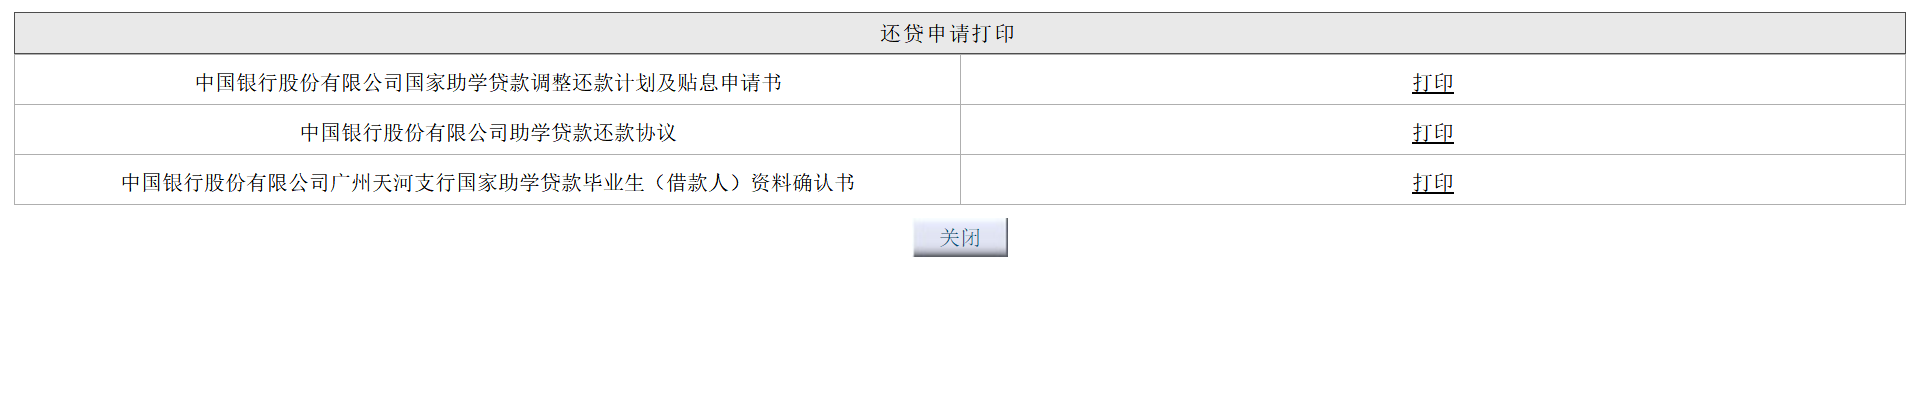 还贷申请打印
中国银行股份有限公司国家助学贷款调整还款计划及贴息申请书 打印
中国银行股份有限公司助学贷款还款协议 打印
中国银行股份有限公司广州天河支行国家助学贷款毕业生（借款人）资料确认书 打印
关闭